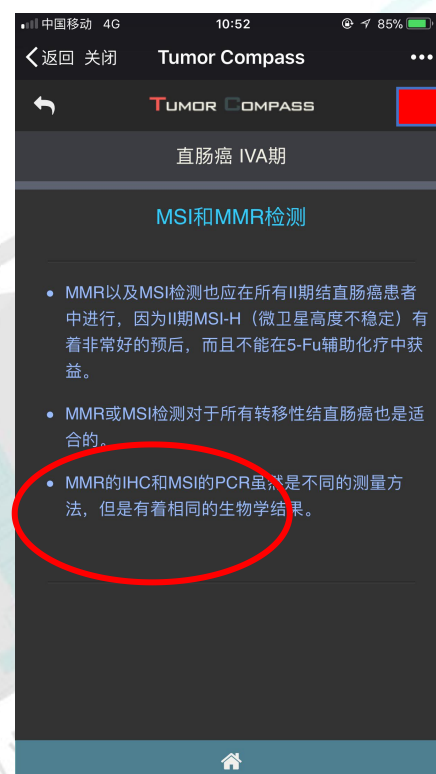 中国移动 4G 10:52 85%
返回 关闭 Tumor Compass
TUMOR COMPASS
直肠癌 IVA期
MSI和MMR检测
MMR以及MSI检测也应在所有II期结直肠癌患者
中进行，因为II期MSI-H（微卫星高度不稳定）有
着非常好的预后，而且不能在5-Fu辅助化疗中获
益。
MMR或MSI检测对于所有转移性结直肠癌也是适
合的。
MMR的IHC和MSI的PCR虽然是不同的测量方
法，但是有着相同的生物学结果。